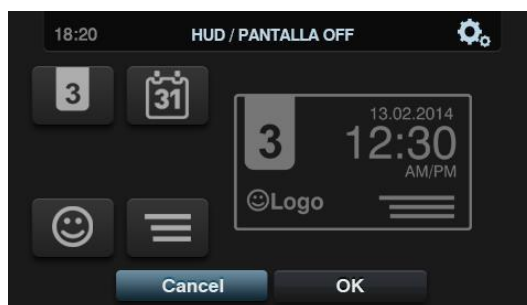 18:20 HUD / PANTALLA OFF
3 31
3 13.02.2014
12:30
AM/PM
Logo
Cancel OK